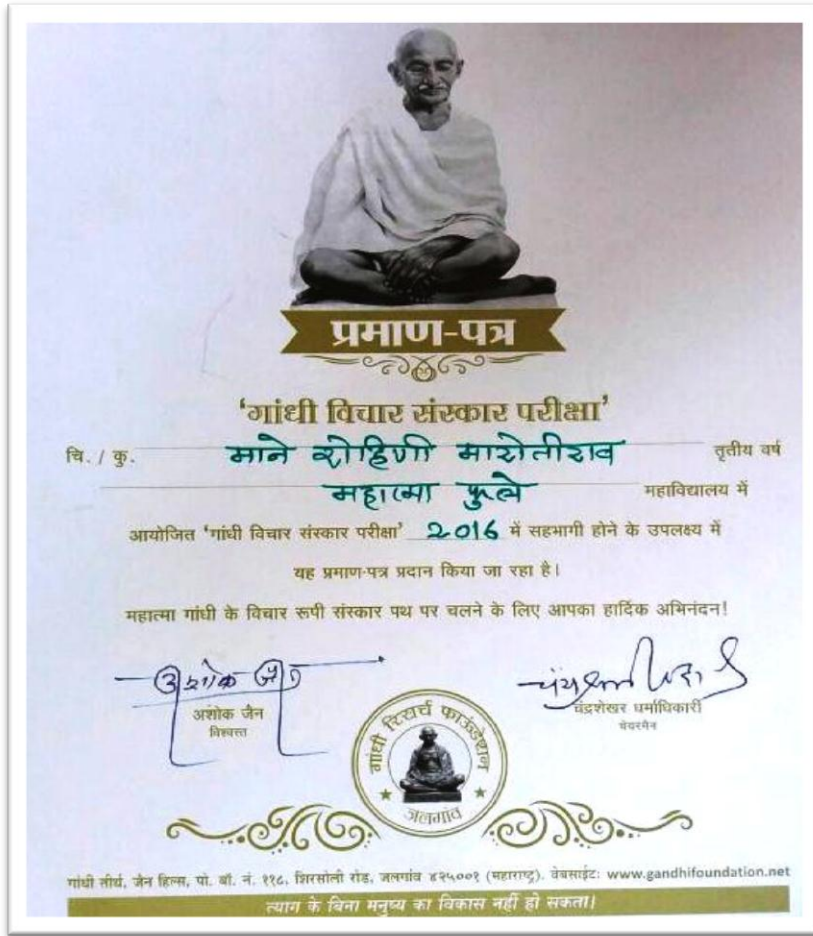 प्रमाण-पत्र
'गांधी विचार संस्कार परीक्षा'
चि. / कु. माने रोहिणी मारोतीराव तृतीय वर्ष
महात्मा फुले महाविद्यालय में
आयोजित 'गांधी विचार संस्कार परीक्षा' 2016 में सहभागी होने के उपलक्ष्य में
यह प्रमाण-पत्र प्रदान किया जा रहा है।
महात्मा गांधी के विचार रूपी संस्कार पथ पर चलने के लिए आपका हार्दिक अभिनंदन!
अशोक जैन
अशोक जैन
विश्वस्त
चंद्रशेखर धर्माधिकारी
चेयरमैन
गांधी रिसर्च फाऊंडेशन
जलगांव
गांधी तीर्थ, जैन हिल्स, पो. बॉ. नं. ११८, शिरसोली रोड, जलगांव ४२५००१ (महाराष्ट्र). वेबसाईट: www.gandhifoundation.net
त्याग के बिना मनुष्य का विकास नहीं हो सकता।